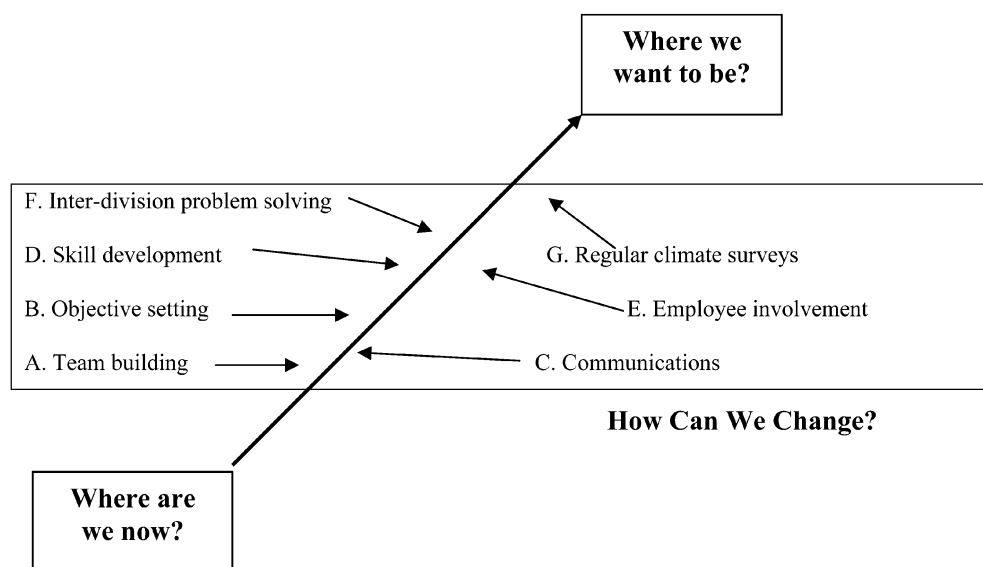 Where we
want to be?
F. Inter-division problem solving
D. Skill development
G. Regular climate surveys
B. Objective setting
E. Employee involvement
A. Team building
C. Communications
How Can We Change?
Where are
we now?